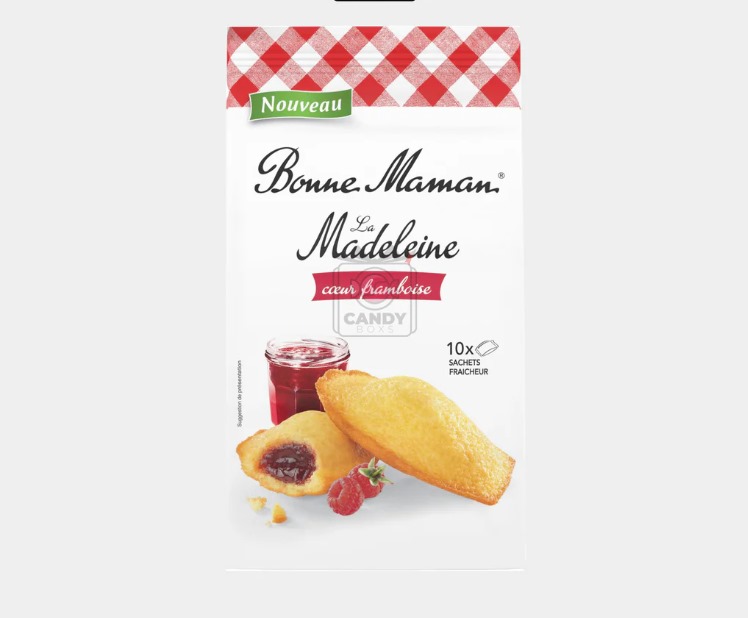 Nouveau
Bonne Maman®
La
Madeleine
cœur framboise
CANDY
BOXS
10x
SACHETS
FRAICHEUR
Suggestion de présentation